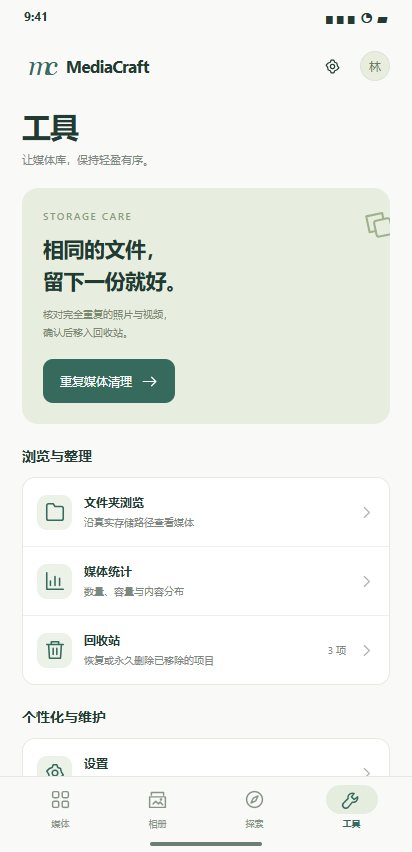 9:41
mc MediaCraft
林
工具
让媒体库，保持轻盈有序。
STORAGE CARE
相同的文件，
留下一份就好。
核对完全重复的照片与视频，
确认后移入回收站。
重复媒体清理
浏览与整理
文件夹浏览
沿真实存储路径查看媒体
媒体统计
数量、容量与内容分布
回收站
恢复或永久删除已移除的项目
3 项
个性化与维护
设置
媒体
相册
探索
工具